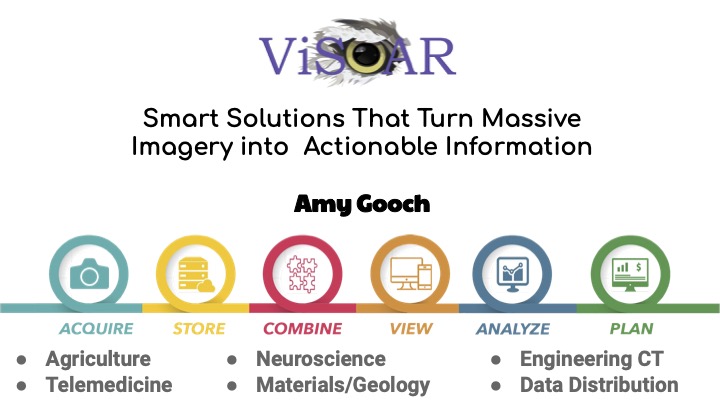 ViSOAR
Smart Solutions That Turn Massive
Imagery into Actionable Information
Amy Gooch
$
ACQUIRE STORE COMBINE VIEW ANALYZE PLAN
● Agriculture ● Neuroscience ● Engineering CT
● Telemedicine ● Materials/Geology ● Data Distribution